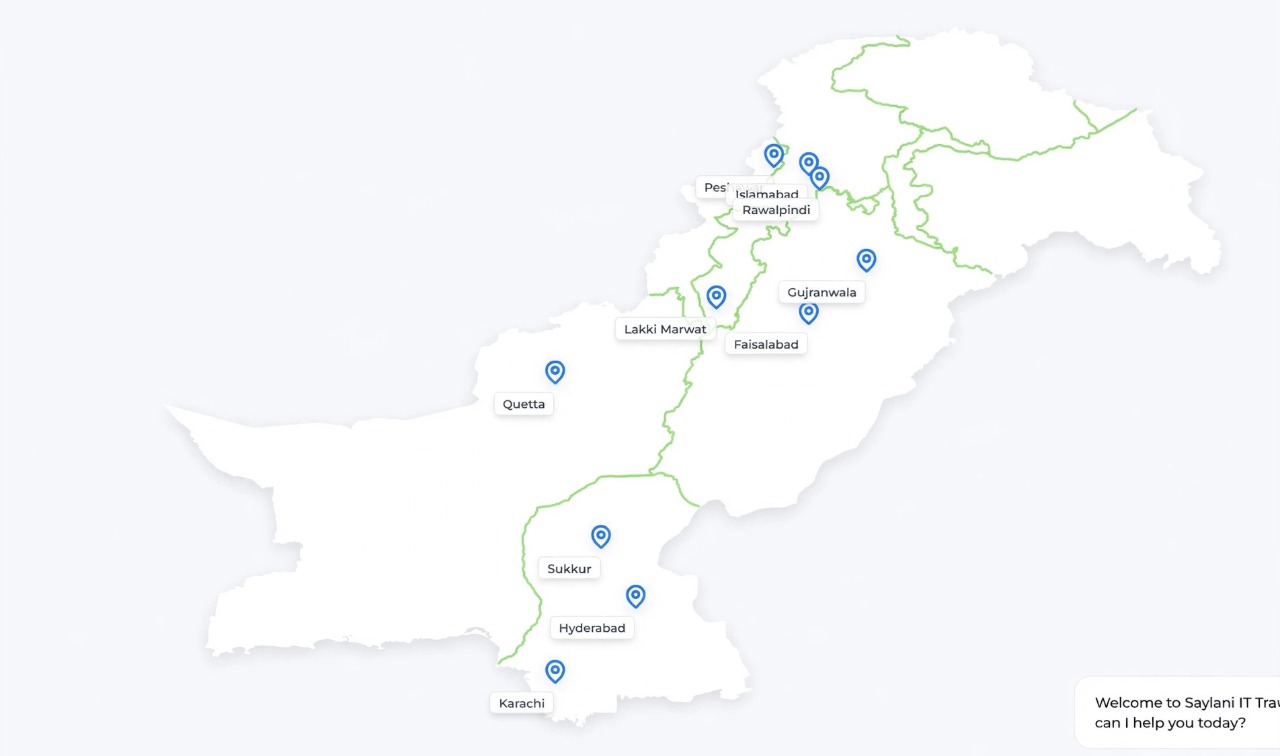 Islamabad
Rawalpindi
Gujranwala
Lakki Marwat
Faisalabad
Quetta
Sukkur
Hyderabad
Karachi
Welcome to Saylani IT
can I help you today?